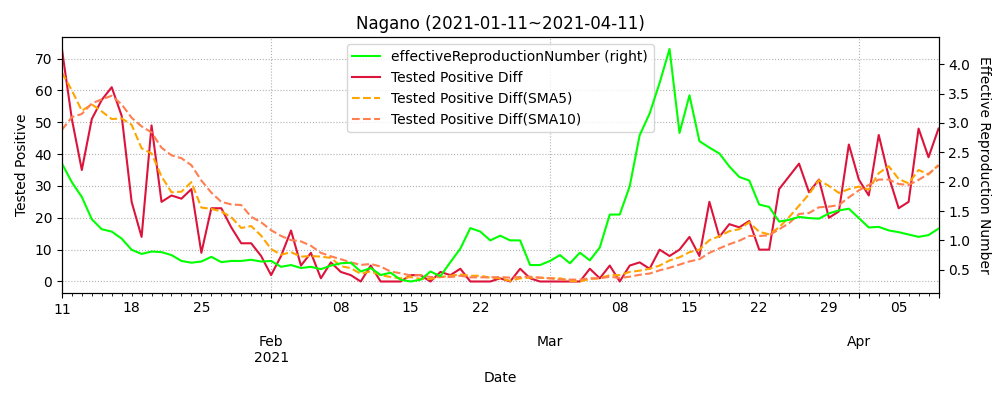 Nagano (2021-01-11~2021-04-11)
effectiveReproductionNumber (right)
Tested Positive Diff
Tested Positive Diff(SMA5)
Tested Positive Diff(SMA10)
Tested Positive
70
60
50
40
30
20
10
0
4.0
3.5
3.0
2.5
2.0
1.5
1.0
0.5
Effective Reproduction Number
11 18 25 08 15 22 08 15 22 29 05
Feb Mar Apr
2021
Date